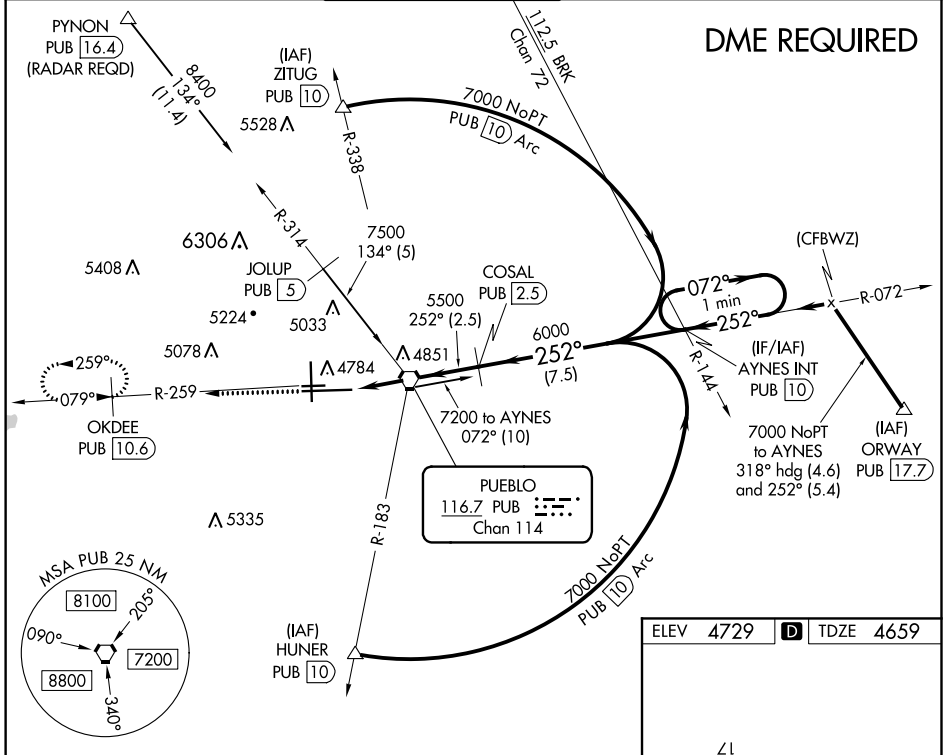 DME REQUIRED
PYNON
PUB 16.4
(RADAR REQD)
8400
134°
(11.4)
(IAF)
ZITUG
PUB 10
5528
R-338
7000 NoPT
PUB 10 Arc
112.5 BRK
Chan 72
R-314
6306
7500
134° (5)
5408
JOLUP
PUB 5
5224
5033
5078
4784
4851
COSAL
PUB 2.5
5500
252° (2.5)
6000
252°
(7.5)
072°
1 min
252°
(CFBWZ)
x
R-072
(IF/IAF)
AYNES INT
PUB 10
R-144
259°
079°
R-259
OKDEE
PUB 10.6
7200 to AYNES
072° (10)
7000 NoPT
to AYNES
318° hdg (4.6)
and 252° (5.4)
(IAF)
ORWAY
PUB 17.7
PUEBLO
116.7 PUB
Chan 114
5335
R-183
7000 NoPT
PUB 10 Arc
(IAF)
HUNER
PUB 10
MSA PUB 25 NM
8100
205°
090°
7200
8800
340°
ELEV 4729 D TDZE 4659
17